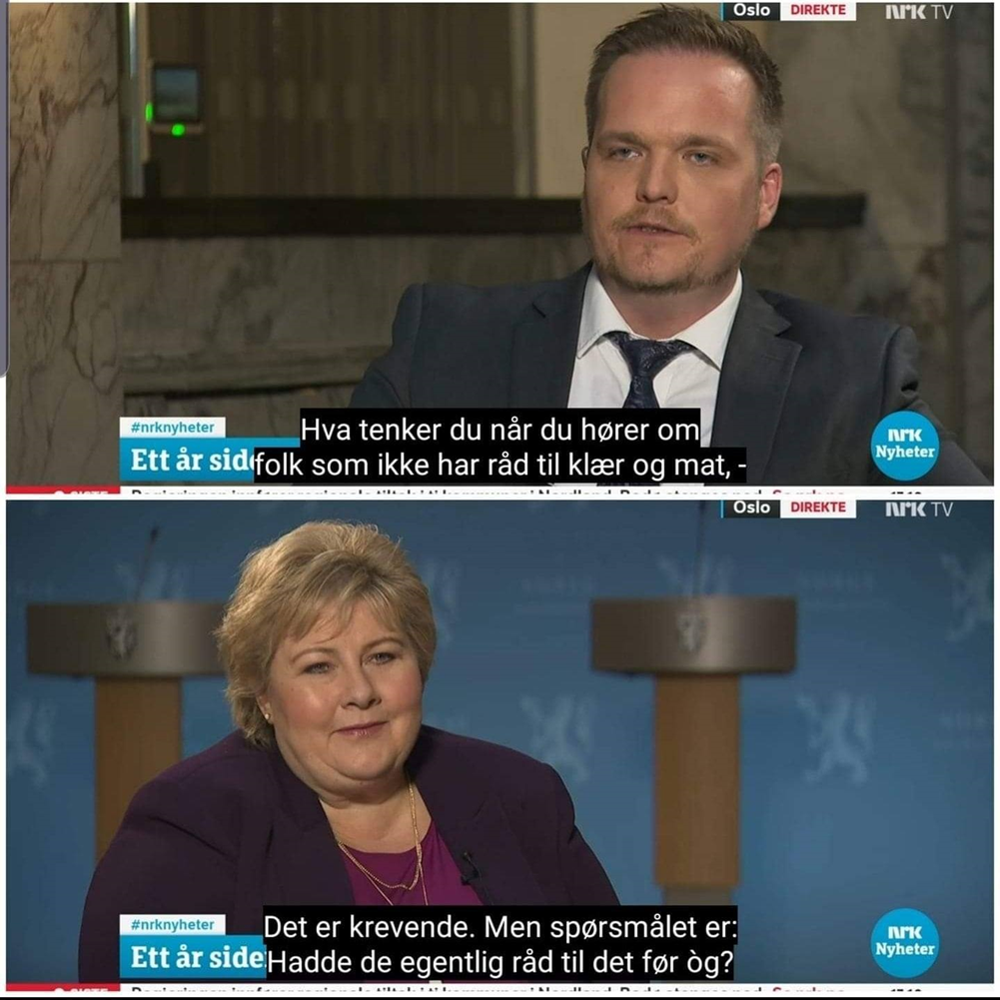 Oslo DIREKTE NRK TV
#nrknyheter
Hva tenker du når du hører om
Ett år side
folk som ikke har råd til klær og mat, -
NRK
Nyheter
Oslo DIREKTE NRK TV
#nrknyheter
Det er krevende. Men spørsmålet er:
Ett år side
Hadde de egentlig råd til det før òg?
NRK
Nyheter